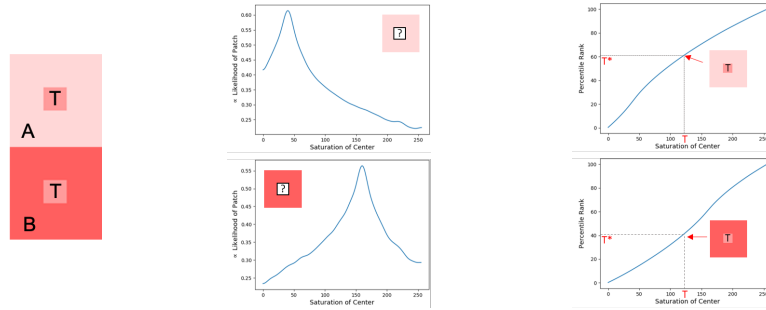 T
A
T
B
∝ Likelihood of Patch
0.60
0.55
0.50
0.45
0.40
0.35
0.30
0.25
?
0 50 100 150 200 250
Saturation of Center
∝ Likelihood of Patch
0.55
0.50
0.45
0.40
0.35
0.30
0.25
?
0 50 100 150 200 250
Saturation of Center
Percentile Rank
100
80
60
40
20
0
T*
T
0 50 100 150 200 250
T
Saturation of Center
Percentile Rank
100
80
60
40
20
0
T*
T
0 50 100 150 200 250
T
Saturation of Center